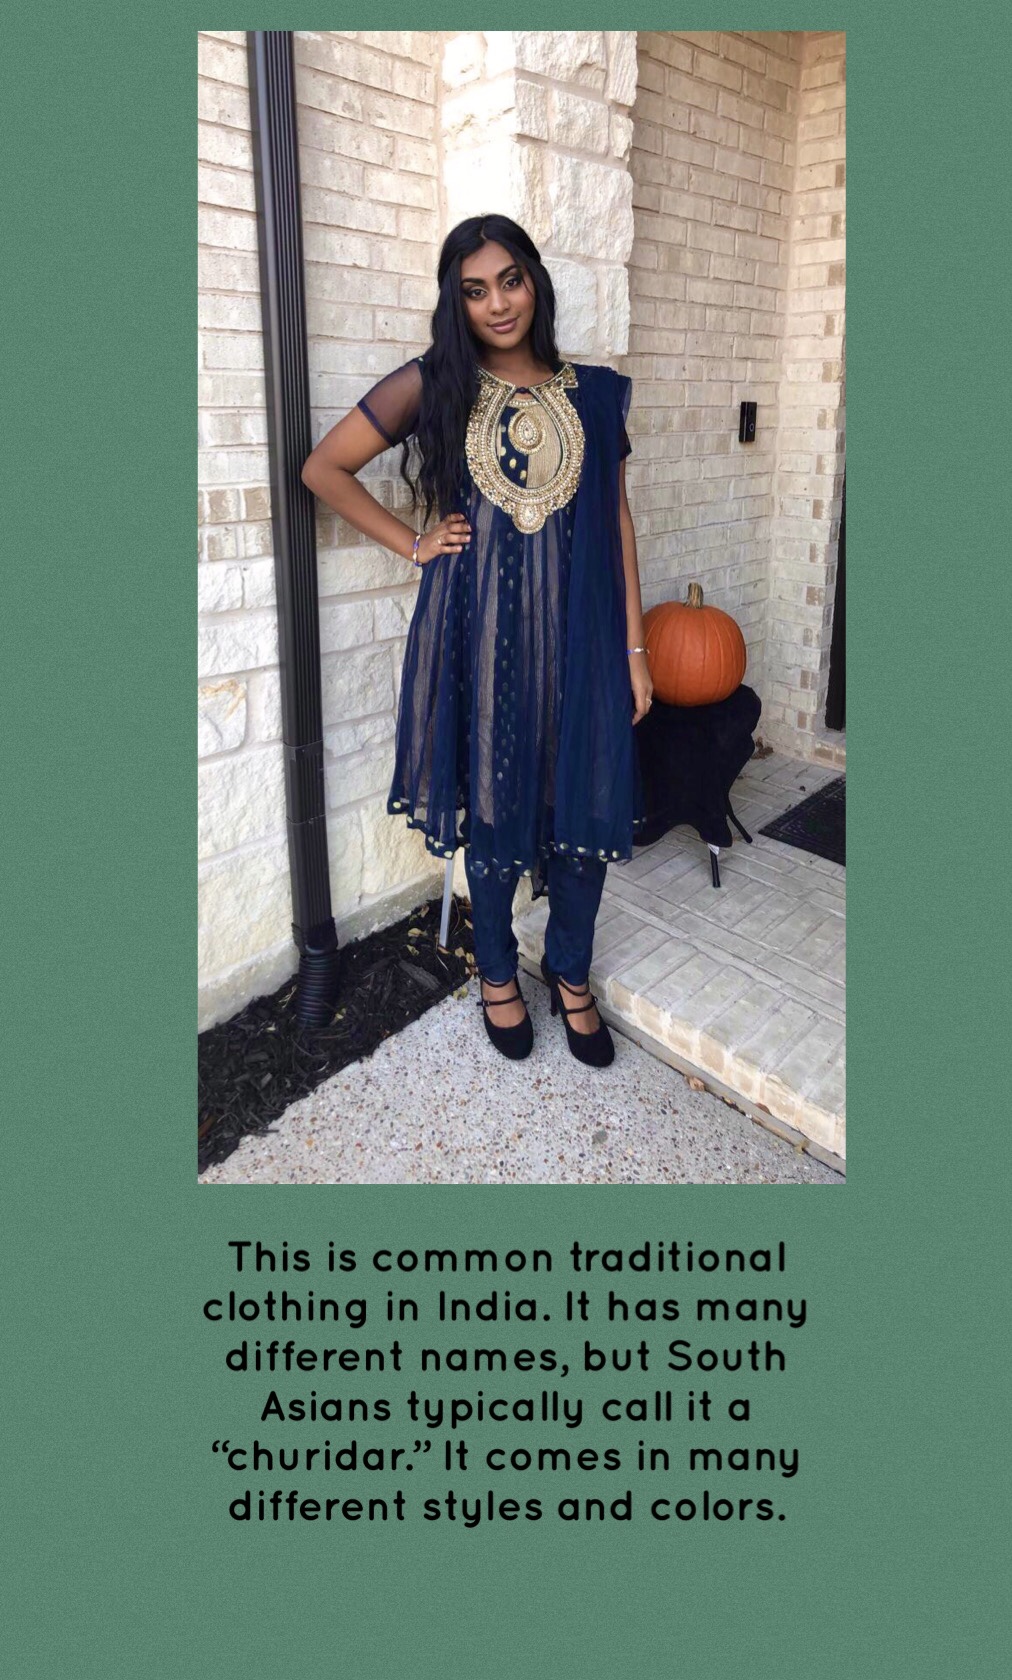 This is common traditional
clothing in India. It has many
different names, but South
Asians typically call it a
“churidar.” It comes in many
different styles and colors.